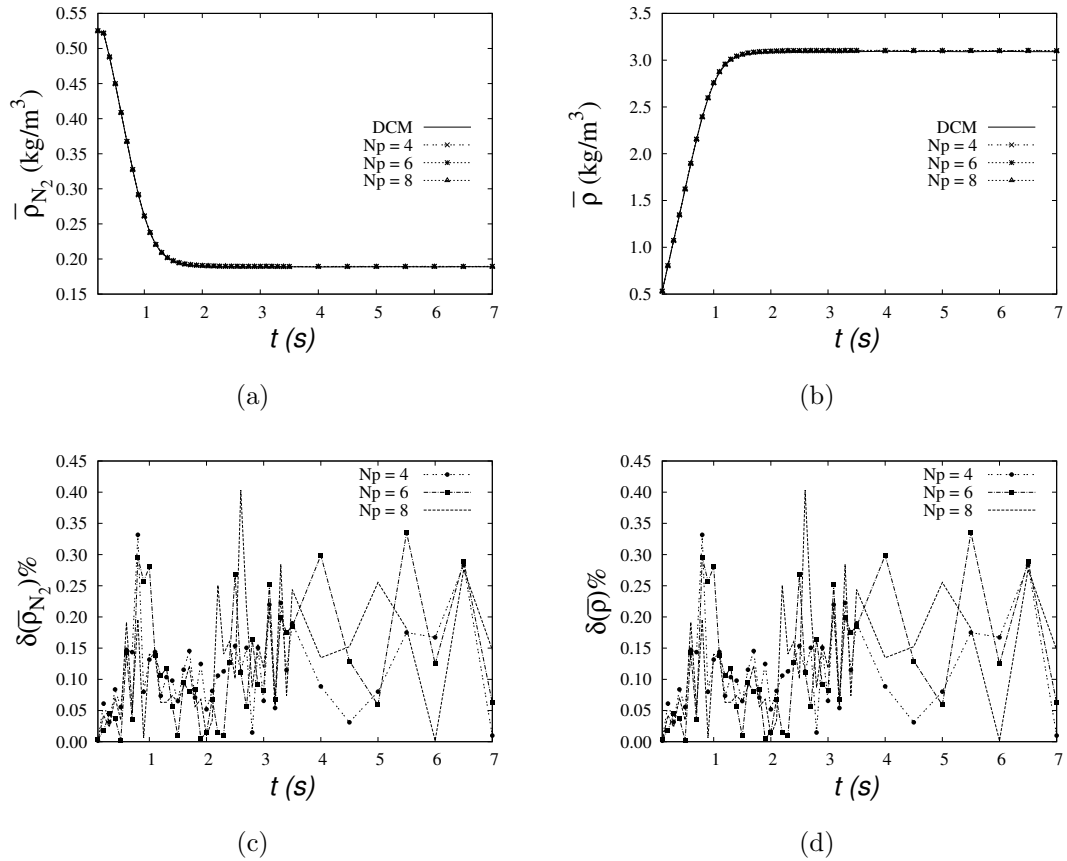 0.55
0.50
0.45
0.40
0.35
0.30
0.25
0.20
0.15
ρ̅_N₂ (kg/m³)
DCM
Np = 4
Np = 6
Np = 8
1 2 3 4 5 6 7
t (s)
(a)
3.5
3.0
2.5
2.0
1.5
1.0
0.5
ρ̅ (kg/m³)
DCM
Np = 4
Np = 6
Np = 8
1 2 3 4 5 6 7
t (s)
(b)
0.45
0.40
0.35
0.30
0.25
0.20
0.15
0.10
0.05
0.00
δ(ρ̅_N₂)%
Np = 4
Np = 6
Np = 8
1 2 3 4 5 6 7
t (s)
(c)
0.45
0.40
0.35
0.30
0.25
0.20
0.15
0.10
0.05
0.00
δ(ρ̅)%
Np = 4
Np = 6
Np = 8
1 2 3 4 5 6 7
t (s)
(d)